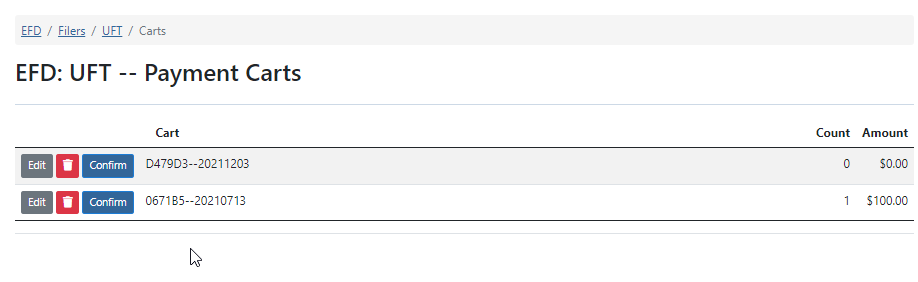 EFD / Filers / UFT / Carts
EFD: UFT -- Payment Carts
Cart Count Amount
Edit Confirm D479D3--20211203 0 $0.00
Edit Confirm 0671B5--20210713 1 $100.00